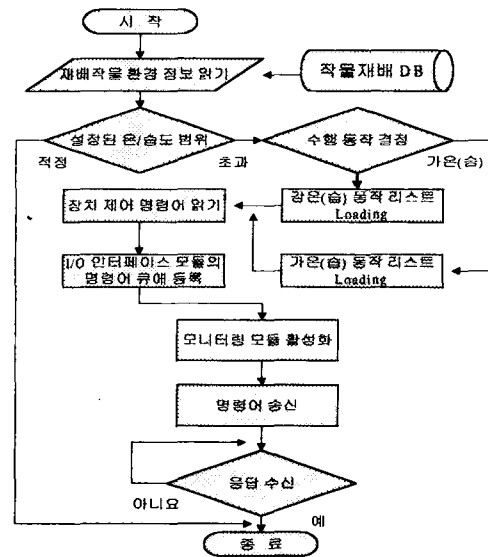 시 작
재배작물 환경 정보 읽기
작물재배 DB
설정된 온/습도 범위
수행 동작 결정
적정
초과
가온(습)
장치 제어 명령어 읽기
감온(습) 동작 리스트
Loading
I/O 인터페이스 모듈의
명령어 큐에 등록
가온(습) 동작 리스트
Loading
모니터링 모듈 활성화
명령어 송신
응답 수신
아니요
예
종 료